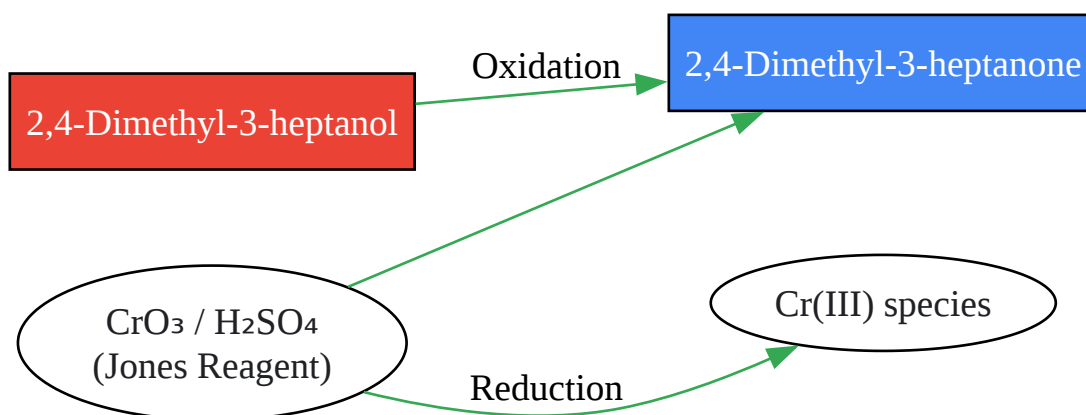 2,4-Dimethyl-3-heptanol
Oxidation
2,4-Dimethyl-3-heptanone
CrO₃ / H₂SO₄
(Jones Reagent)
Reduction
Cr(III) species